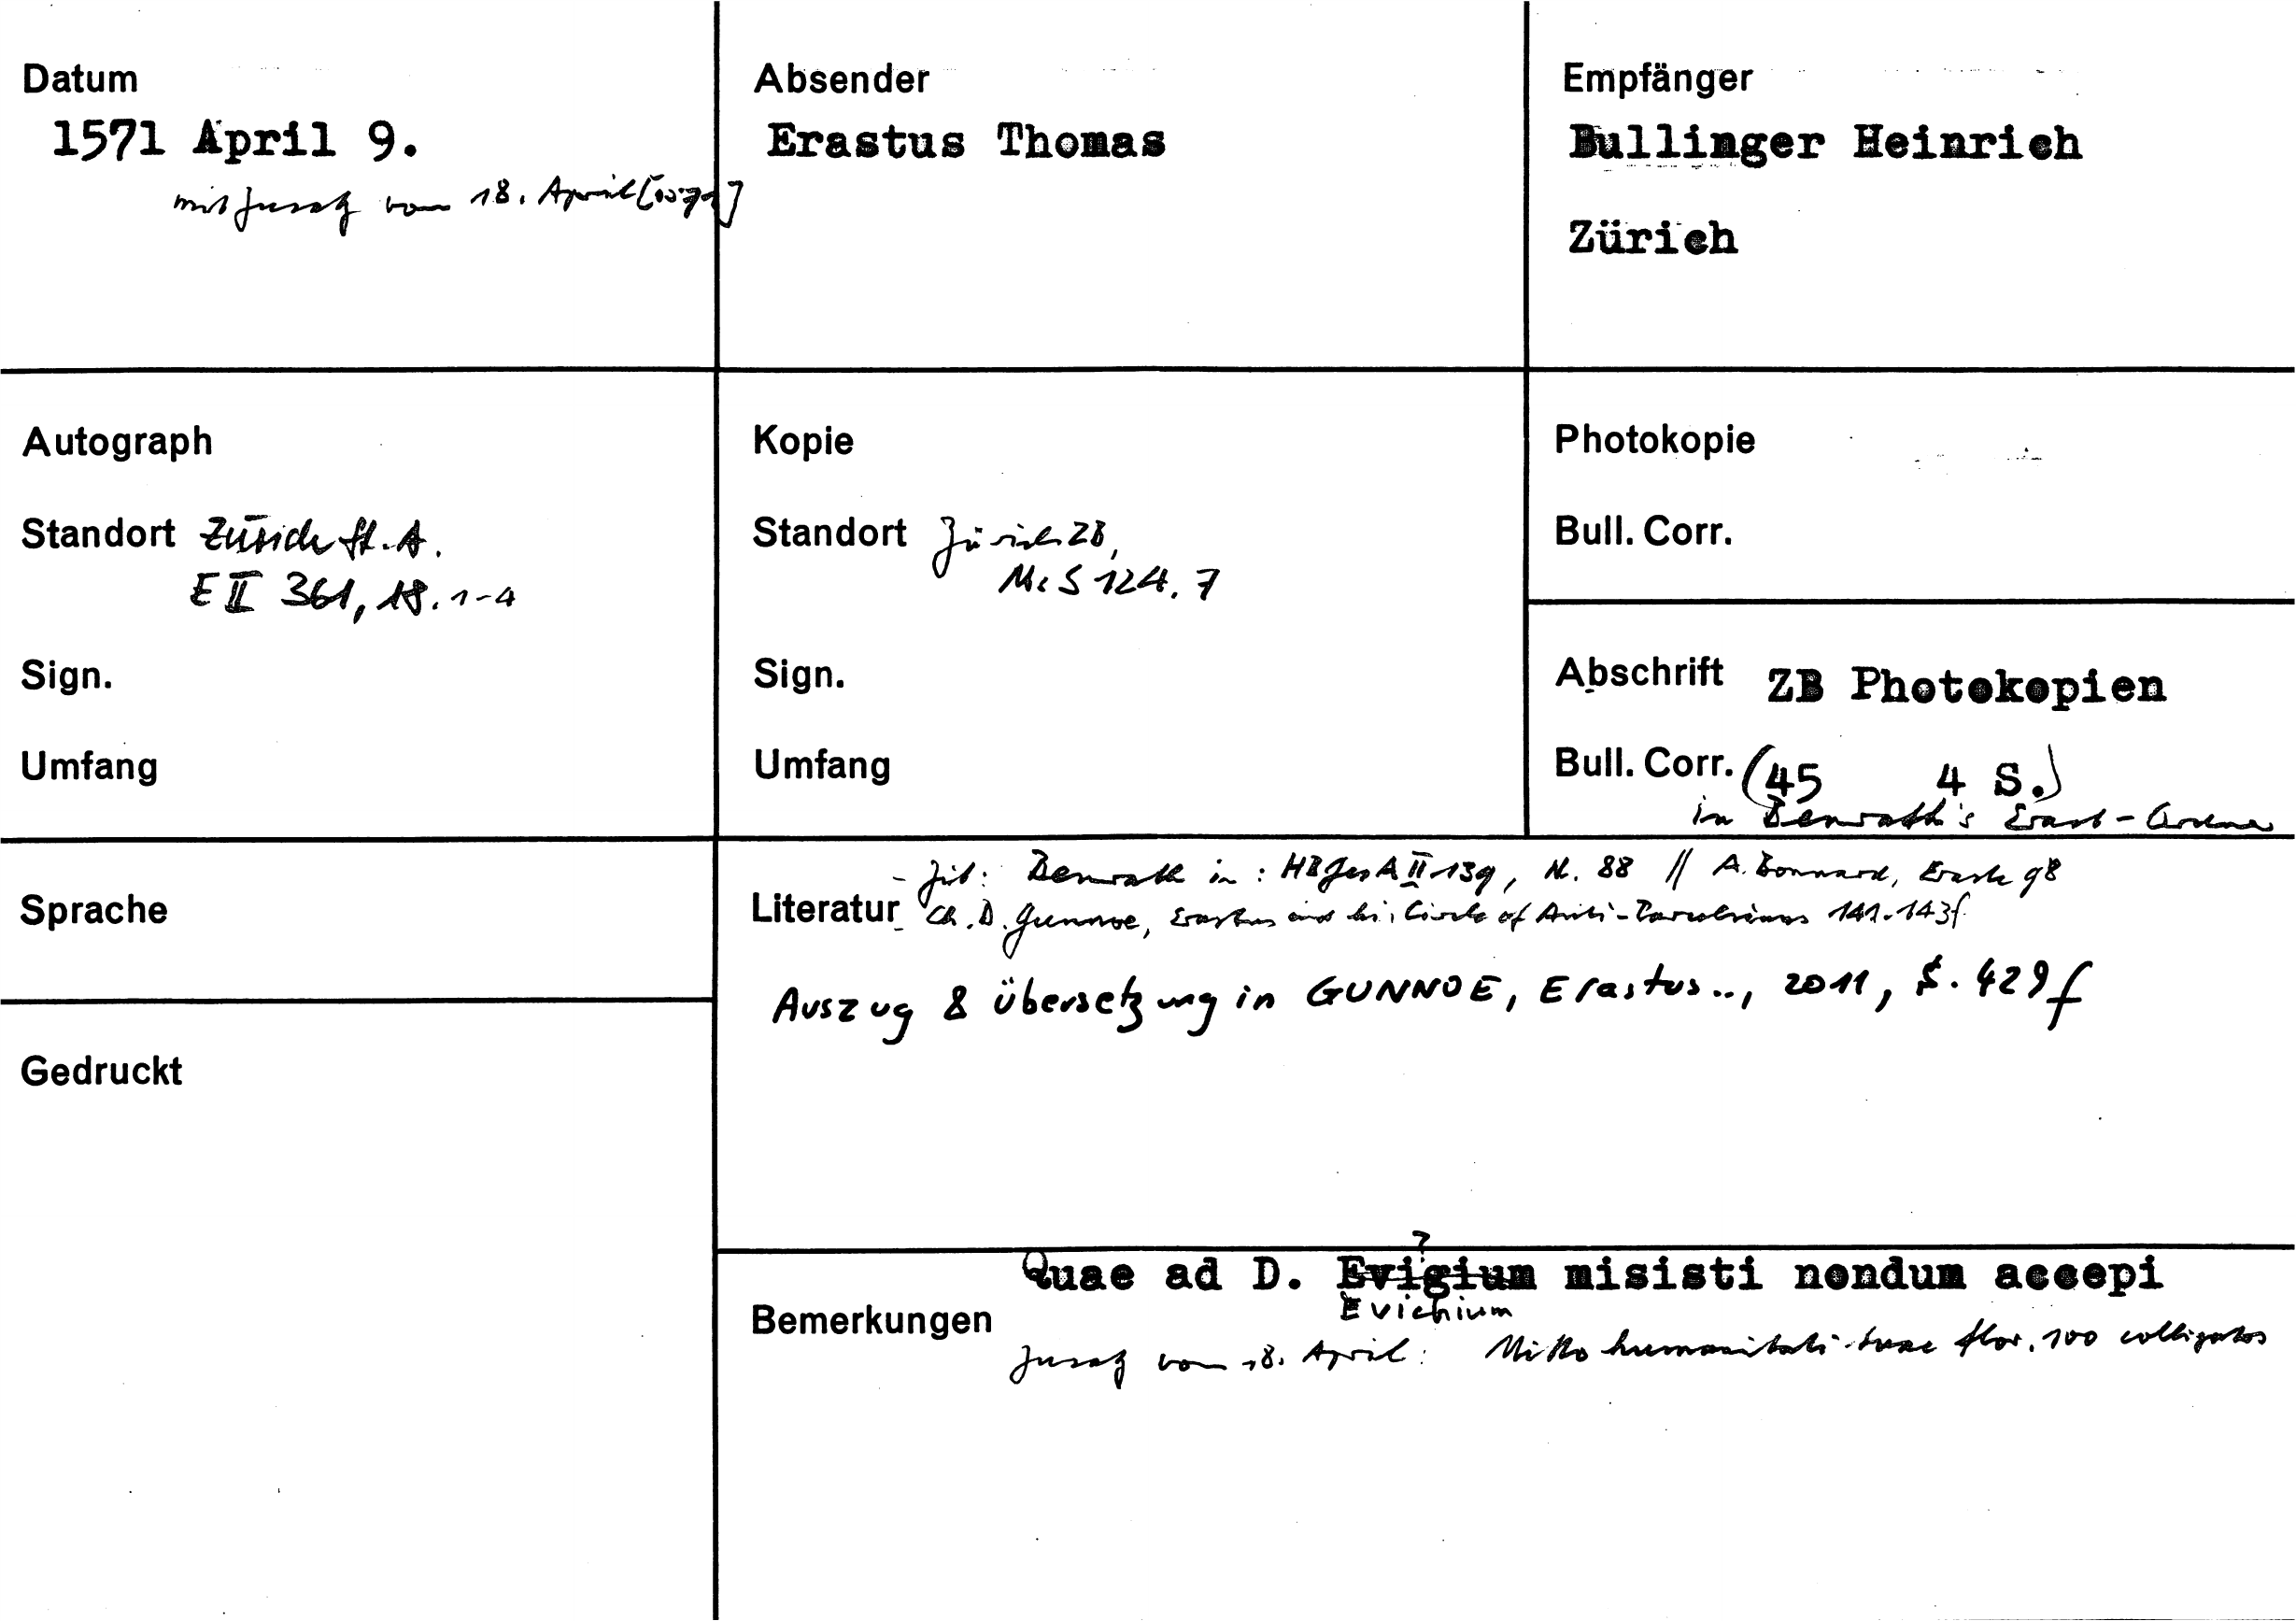 Datum
1571 April 9.
mit Zusatz vom 18. April [1571]
Absender
Erastus Thomas
Empfänger
Bullinger Heinrich
Zürich
Autograph
Standort Zürich St.A.
E II 361, 18. 1-4
Sign.
Umfang
Kopie
Standort Zürich ZB,
Ms S 124. 7
Sign.
Umfang
Photokopie
Bull. Corr.
Abschrift ZB Photokopien
Bull. Corr. (45 4 S.)
in Benrath's Erast-
Sprache
Gedruckt
- Zit: Benrath in: HBGesA II 139, N. 88 // A. Bonnard, Eraste 98
Literatur - Ch. D. Gunnoe, Erastus and his Circle of Anti-Paracelsians 141. 143f.
Auszug & Übersetzung in GUNNOE, Erastus.., 2011, S. 429f
?
Quae ad D. Evigium misisti nondum accepi
Evichium
Bemerkungen
Zusatz vom 18. April: Mitto humanitati tuae flor. 100 colligatos